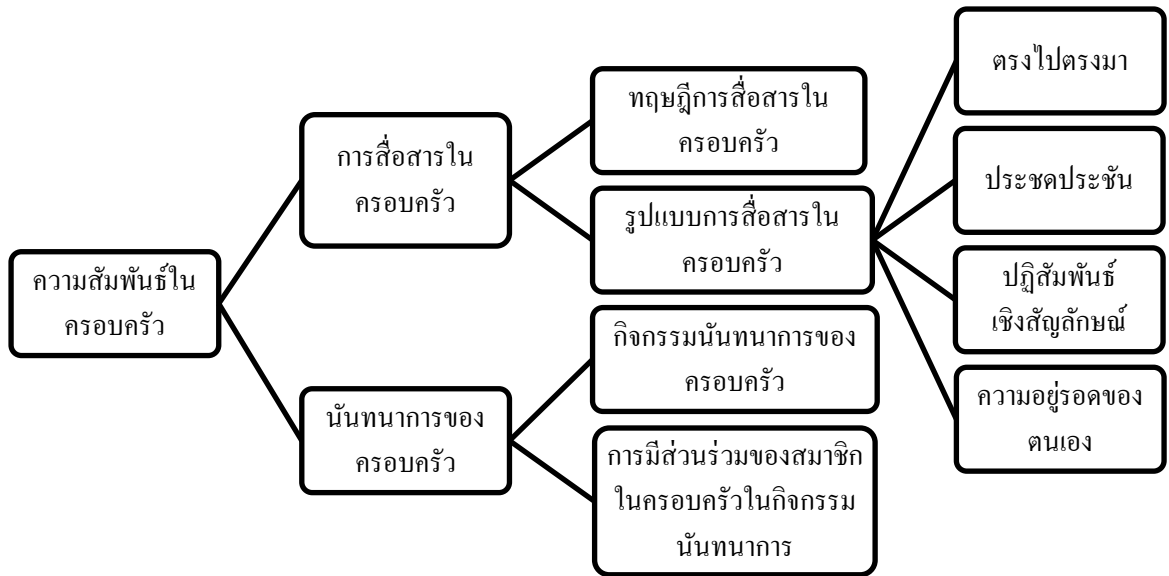 ความสัมพันธ์ใน
ครอบครัว
การสื่อสารใน
ครอบครัว
ทฤษฎีการสื่อสารใน
ครอบครัว
รูปแบบการสื่อสารใน
ครอบครัว
ตรงไปตรงมา
ประชดประชัน
ปฏิสัมพันธ์
เชิงสัญลักษณ์
ความอยู่รอดของ
ตนเอง
นันทนาการของ
ครอบครัว
กิจกรรมนันทนาการของ
ครอบครัว
การมีส่วนร่วมของสมาชิก
ในครอบครัวในกิจกรรม
นันทนาการ